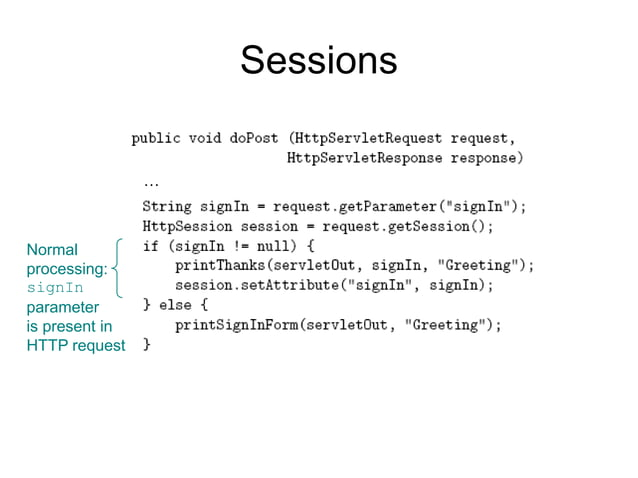 Sessions
public void doPost (HttpServletRequest request,
HttpServletResponse response)
…
String signIn = request.getParameter("signIn");
HttpSession session = request.getSession();
if (signIn != null) {
printThanks(servletOut, signIn, "Greeting");
session.setAttribute("signIn", signIn);
} else {
printSignInForm(servletOut, "Greeting");
}
Normal
processing:
signIn
parameter
is present in
HTTP request